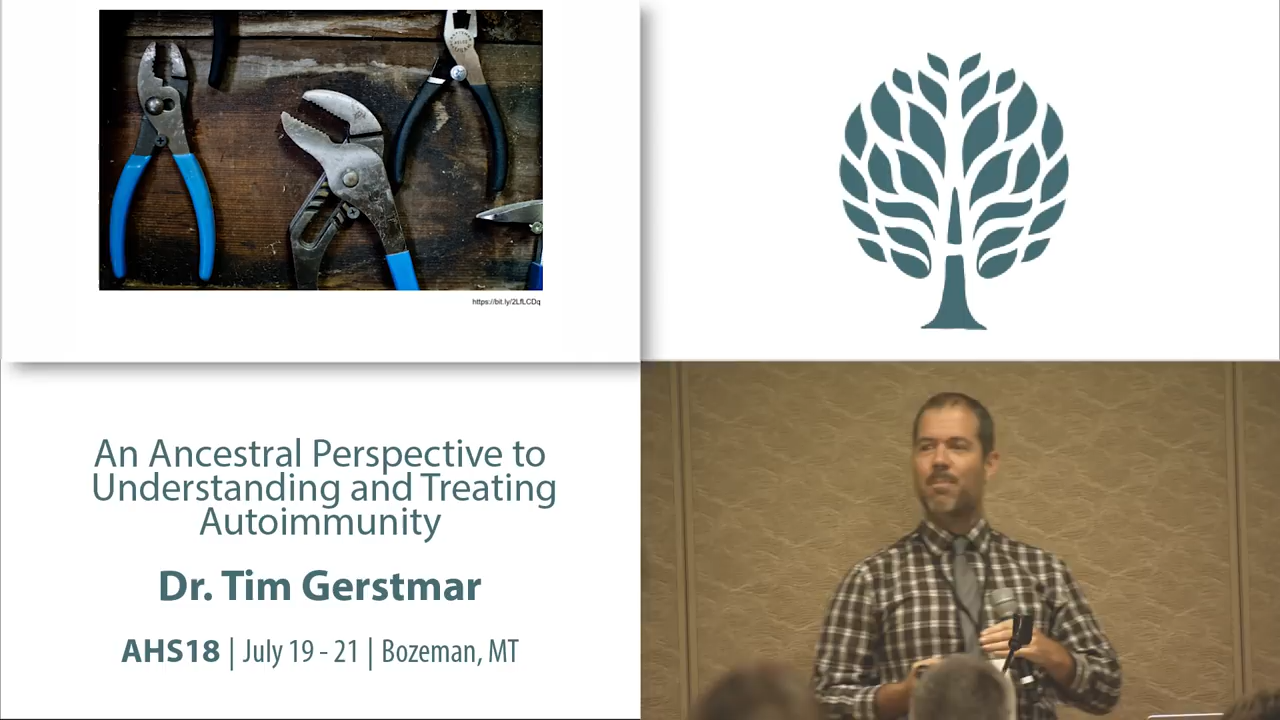 https://bit.ly/2LfLCDq
An Ancestral Perspective to
Understanding and Treating
Autoimmunity
Dr. Tim Gerstmar
AHS18 | July 19 - 21 | Bozeman, MT